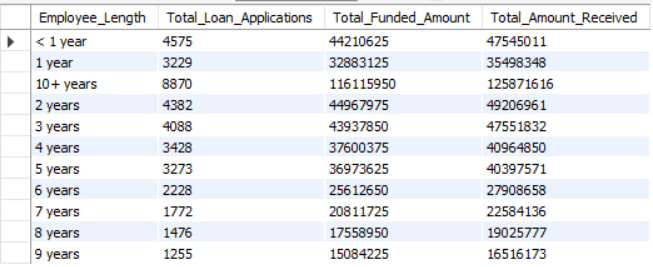 Employee_Length Total_Loan_Applications Total_Funded_Amount Total_Amount_Received
< 1 year 4575 44210625 47545011
1 year 3229 32883125 35498348
10+ years 8870 116115950 125871616
2 years 4382 44967975 49206961
3 years 4088 43937850 47551832
4 years 3428 37600375 40964850
5 years 3273 36973625 40397571
6 years 2228 25612650 27908658
7 years 1772 20811725 22584136
8 years 1476 17558950 19025777
9 years 1255 15084225 16516173